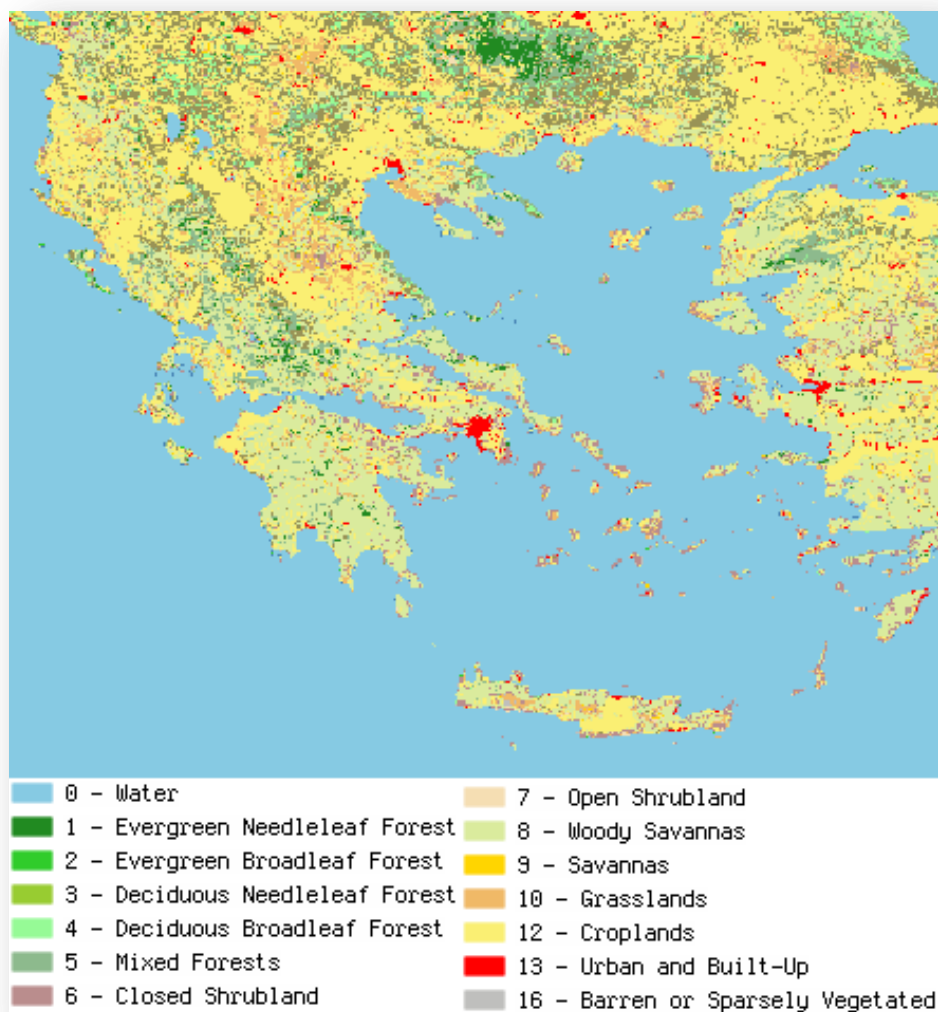 0 - Water
1 - Evergreen Needleleaf Forest
2 - Evergreen Broadleaf Forest
3 - Deciduous Needleleaf Forest
4 - Deciduous Broadleaf Forest
5 - Mixed Forests
6 - Closed Shrubland
7 - Open Shrubland
8 - Woody Savannas
9 - Savannas
10 - Grasslands
12 - Croplands
13 - Urban and Built-Up
16 - Barren or Sparsely Vegetated